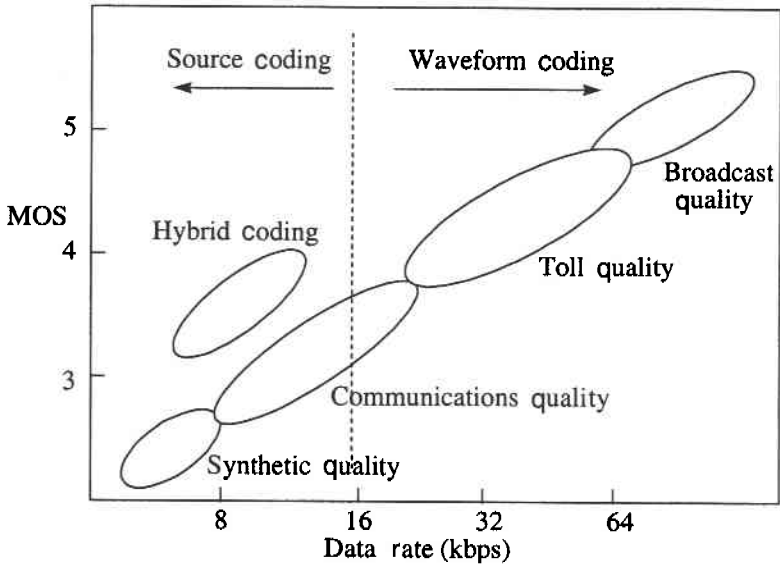 Source coding
Waveform coding
5
Broadcast
quality
MOS
Hybrid coding
4
Toll quality
3
Communications quality
Synthetic quality
8
16
32
64
Data rate (kbps)